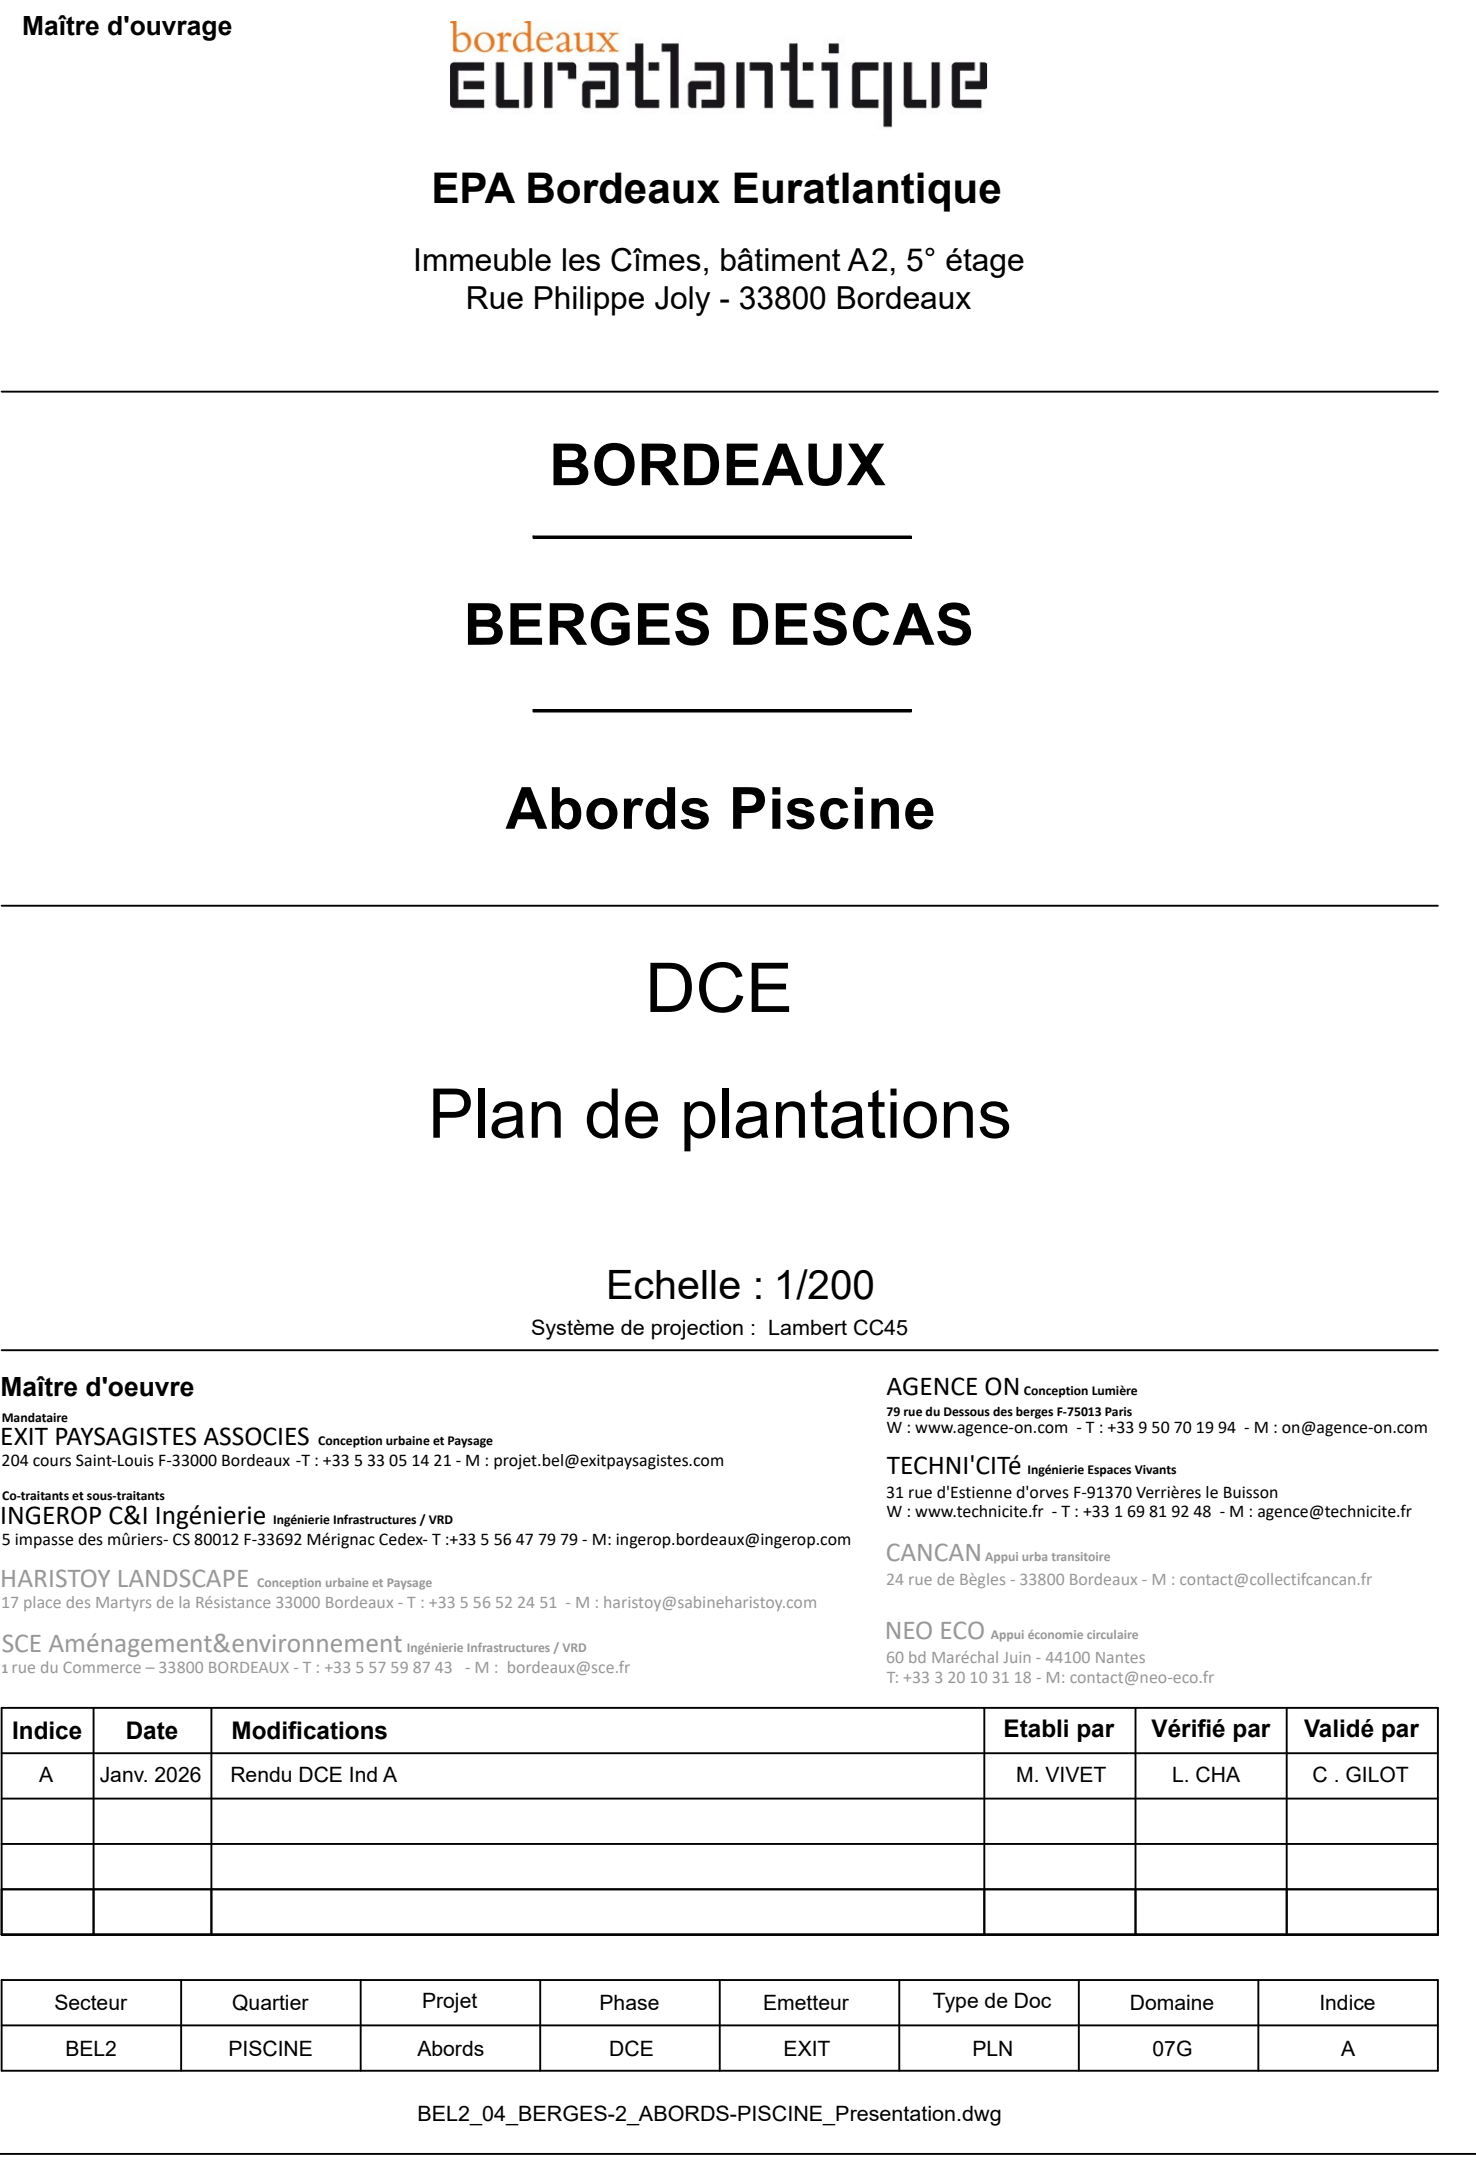 Maître d'ouvrage
bordeaux
euratlantique
EPA Bordeaux Euratlantique
Immeuble les Cîmes, bâtiment A2, 5° étage
Rue Philippe Joly - 33800 Bordeaux
BORDEAUX
BERGES DESCAS
Abords Piscine
DCE
Plan de plantations
Echelle : 1/200
Système de projection : Lambert CC45
Maître d'oeuvre
Mandataire
EXIT PAYSAGISTES ASSOCIES Conception urbaine et Paysage
204 cours Saint-Louis F-33000 Bordeaux -T : +33 5 33 05 14 21 - M : projet.bel@exitpaysagistes.com
Co-traitants et sous-traitants
INGEROP C&I Ingénierie Ingénierie Infrastructures / VRD
5 impasse des mûriers- CS 80012 F-33692 Mérignac Cedex- T :+33 5 56 47 79 79 - M: ingerop.bordeaux@ingerop.com
HARISTOY LANDSCAPE Conception urbaine et Paysage
17 place des Martyrs de la Résistance 33000 Bordeaux - T : +33 5 56 52 24 51 - M : haristoy@sabineharistoy.com
SCE Aménagement&environnement Ingénierie Infrastructures / VRD
1 rue du Commerce – 33800 BORDEAUX - T : +33 5 57 59 87 43 - M : bordeaux@sce.fr
AGENCE ON Conception Lumière
79 rue du Dessous des berges F-75013 Paris
W : www.agence-on.com - T : +33 9 50 70 19 94 - M : on@agence-on.com
TECHNI'CITé Ingénierie Espaces Vivants
31 rue d'Estienne d'orves F-91370 Verrières le Buisson
W : www.technicite.fr - T : +33 1 69 81 92 48 - M : agence@technicite.fr
CANCAN Appui urba transitoire
24 rue de Bègles - 33800 Bordeaux - M : contact@collectifcancan.fr
NEO ECO Appui économie circulaire
60 bd Maréchal Juin - 44100 Nantes
T: +33 3 20 10 31 18 - M: contact@neo-eco.fr
Indice Date Modifications Etabli par Vérifié par Validé par
A Janv. 2026 Rendu DCE Ind A M. VIVET L. CHA C . GILOT
Secteur Quartier Projet Phase Emetteur Type de Doc Domaine Indice
BEL2 PISCINE Abords DCE EXIT PLN 07G A
BEL2_04_BERGES-2_ABORDS-PISCINE_Presentation.dwg